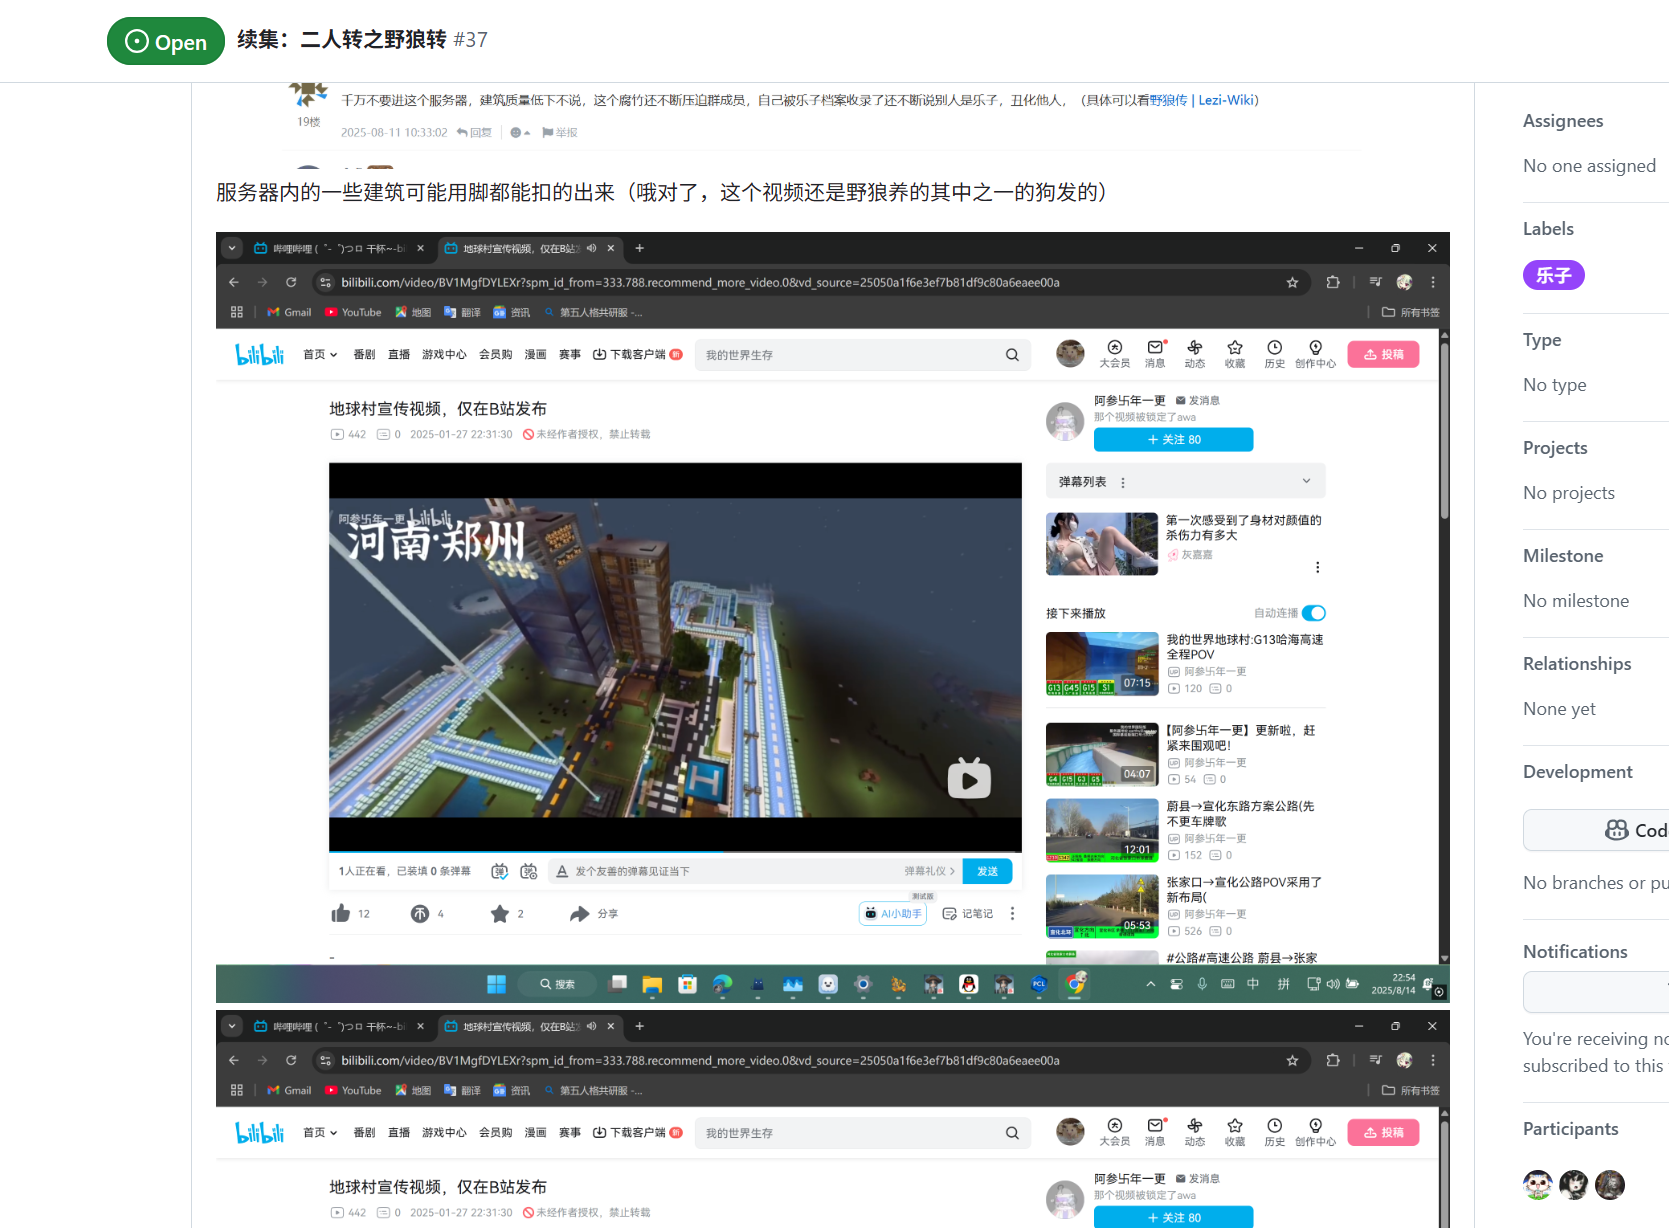 Open 续集：二人转之野狼转 #37
千万不要进这个服务器，建筑质量低下不说，这个腐竹还不断压迫群成员，自己被乐子档案收录了还不断说别人是乐子，丑化他人，（具体可以看野狼传 | Lezi-Wiki）
19楼
2025-08-11 10:33:02 回复 举报
服务器内的一些建筑可能用脚都能扣的出来（哦对了，这个视频还是野狼养的其中之一的狗发的）
哔哩哔哩 (゜-゜)つロ 干杯~-bi
地球村宣传视频，仅在B站
bilibili.com/video/BV1MgfDYLEXr?spm_id_from=333.788.recommend_more_video.0&vd_source=25050a1f6e3ef7b81df9c80a6eaee00a
Gmail YouTube 地图 翻译 资讯 第五人格共研服 -... 所有书签
bilibili 首页 番剧 直播 游戏中心 会员购 漫画 赛事 下载客户端 新 我的世界生存 大会员 消息 动态 收藏 历史 创作中心 投稿
地球村宣传视频，仅在B站发布
442 0 2025-01-27 22:31:30 未经作者授权，禁止转载
阿参卐年一更 bilibili
河南·郑州
1人正在看，已装填 0 条弹幕 发个友善的弹幕见证当下 弹幕礼仪 发送
12 4 2 分享 测试版 AI小助手 记笔记
-
阿参卐年一更 发消息
那个视频被锁定了awa
+ 关注 80
弹幕列表
第一次感受到了身材对颜值的
杀伤力有多大
灰嘉嘉
接下来播放 自动连播
我的世界地球村:G13哈海高速
全程POV
阿参卐年一更
120 0
07:15
G13 G45 G15 S1
【阿参卐年一更】更新啦，赶
紧来围观吧！
阿参卐年一更
54 0
04:07
G4 G15 G3 G5
蔚县→宣化东路方案公路(先
不更车牌歌
阿参卐年一更
152 0
12:01
张家口→宣化公路POV采用了
新布局(
阿参卐年一更
526 0
05:53
#公路#高速公路 蔚县→张家
搜索
PCL
中 拼
22:54
2025/8/14
哔哩哔哩 (゜-゜)つロ 干杯~-bi
地球村宣传视频，仅在B站
bilibili.com/video/BV1MgfDYLEXr?spm_id_from=333.788.recommend_more_video.0&vd_source=25050a1f6e3ef7b81df9c80a6eaee00a
Gmail YouTube 地图 翻译 资讯 第五人格共研服 -... 所有书签
bilibili 首页 番剧 直播 游戏中心 会员购 漫画 赛事 下载客户端 新 我的世界生存 大会员 消息 动态 收藏 历史 创作中心 投稿
地球村宣传视频，仅在B站发布
442 0 2025-01-27 22:31:30 未经作者授权，禁止转载
阿参卐年一更 发消息
那个视频被锁定了awa
+ 关注 80
Assignees
No one assigned
Labels
乐子
Type
No type
Projects
No projects
Milestone
No milestone
Relationships
None yet
Development
Cod
No branches or pu
Notifications
You're receiving no
subscribed to this
Participants